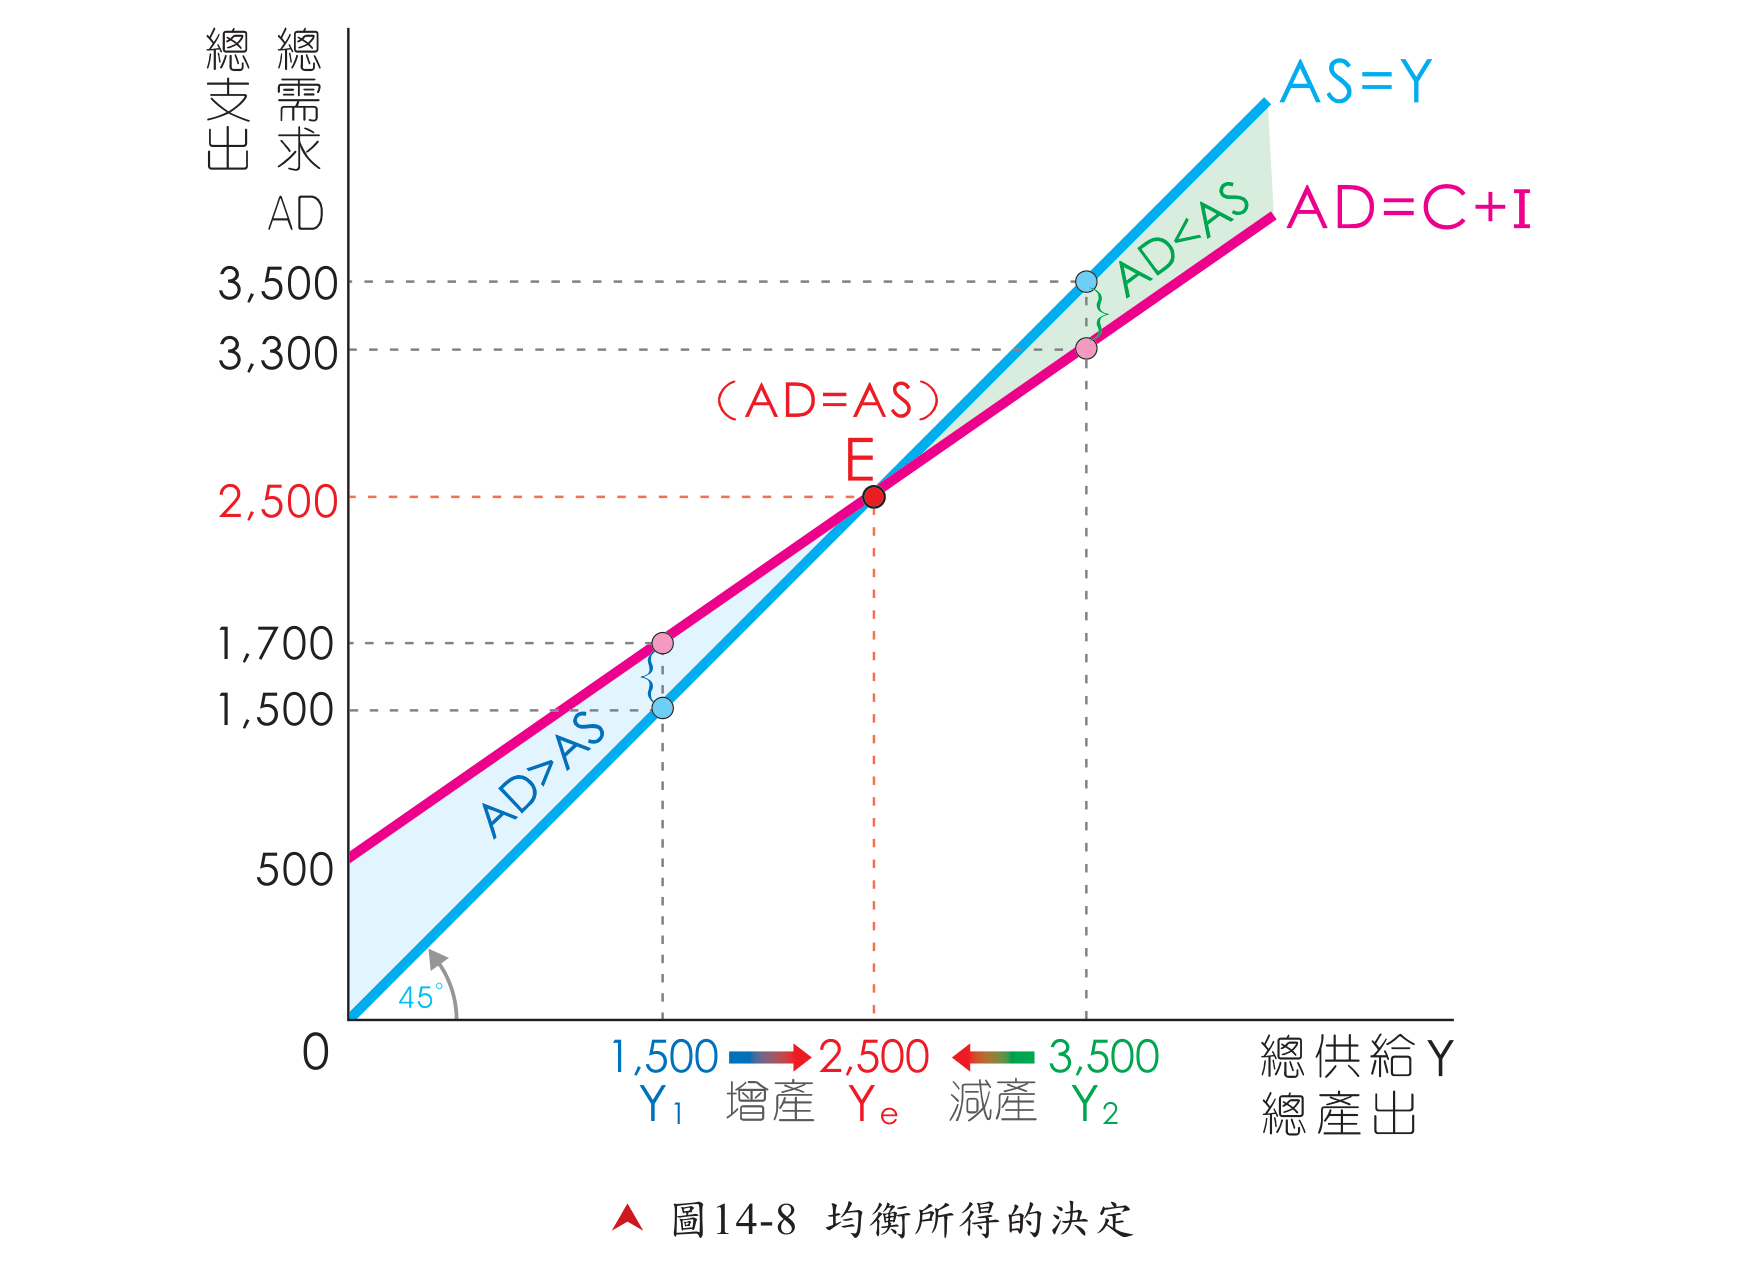 總支出
總需求
AD
AS=Y
AD=C+I
AD<AS
3,500
3,300
(AD=AS)
E
2,500
1,700
1,500
AD>AS
500
45°
0
1,500
2,500
3,500
總供給Y
Y1
增產
Ye
減產
Y2
總產出
圖14-8 均衡所得的決定